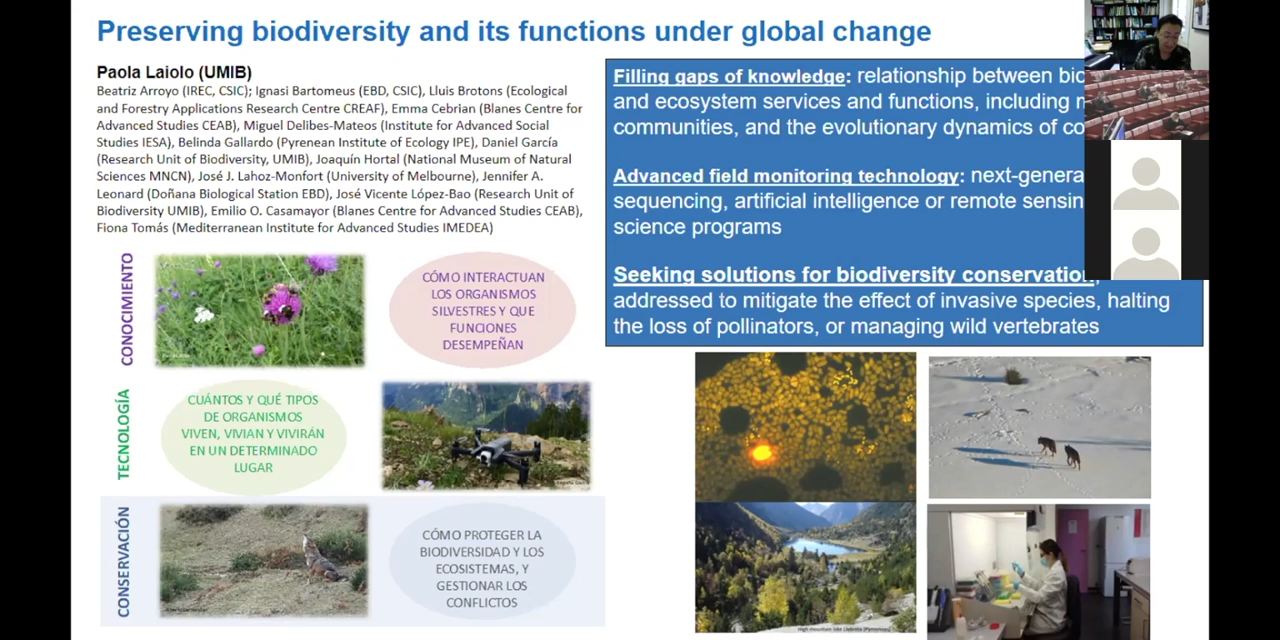 Preserving biodiversity and its functions under global change
Paola Laiolo (UMIB)
Beatriz Arroyo (IREC, CSIC); Ignasi Bartomeus (EBD, CSIC), Lluis Brotons (Ecological
and Forestry Applications Research Centre CREAF), Emma Cebrian (Blanes Centre for
Advanced Studies CEAB), Miguel Delibes-Mateos (Institute for Advanced Social
Studies IESA), Belinda Gallardo (Pyrenean Institute of Ecology IPE), Daniel García
(Research Unit of Biodiversity, UMIB), Joaquín Hortal (National Museum of Natural
Sciences MNCN), José J. Lahoz-Monfort (University of Melbourne), Jennifer A.
Leonard (Doñana Biological Station EBD), José Vicente López-Bao (Research Unit of
Biodiversity UMIB), Emilio O. Casamayor (Blanes Centre for Advanced Studies CEAB),
Fiona Tomás (Mediterranean Institute for Advanced Studies IMEDEA)
CONOCIMIENTO
CÓMO INTERACTUAN
LOS ORGANISMOS
SILVESTRES Y QUE
FUNCIONES
DESEMPEÑAN
TECNOLOGÍA
CUÁNTOS Y QUÉ TIPOS
DE ORGANISMOS
VIVEN, VIVIAN Y VIVIRÁN
EN UN DETERMINADO
LUGAR
CONSERVACIÓN
CÓMO PROTEGER LA
BIODIVERSIDAD Y LOS
ECOSISTEMAS, Y
GESTIONAR LOS
CONFLICTOS
Filling gaps of knowledge: relationship between
and ecosystem services and functions, including
communities, and the evolutionary dynamics of
Advanced field monitoring technology:
sequencing, artificial intelligence or remote
science programs
Seeking solutions for biodiversity
addressed to mitigate the effect of invasive species, halting
the loss of pollinators, or managing wild vertebrates
High mountain lake (Pyrenees)